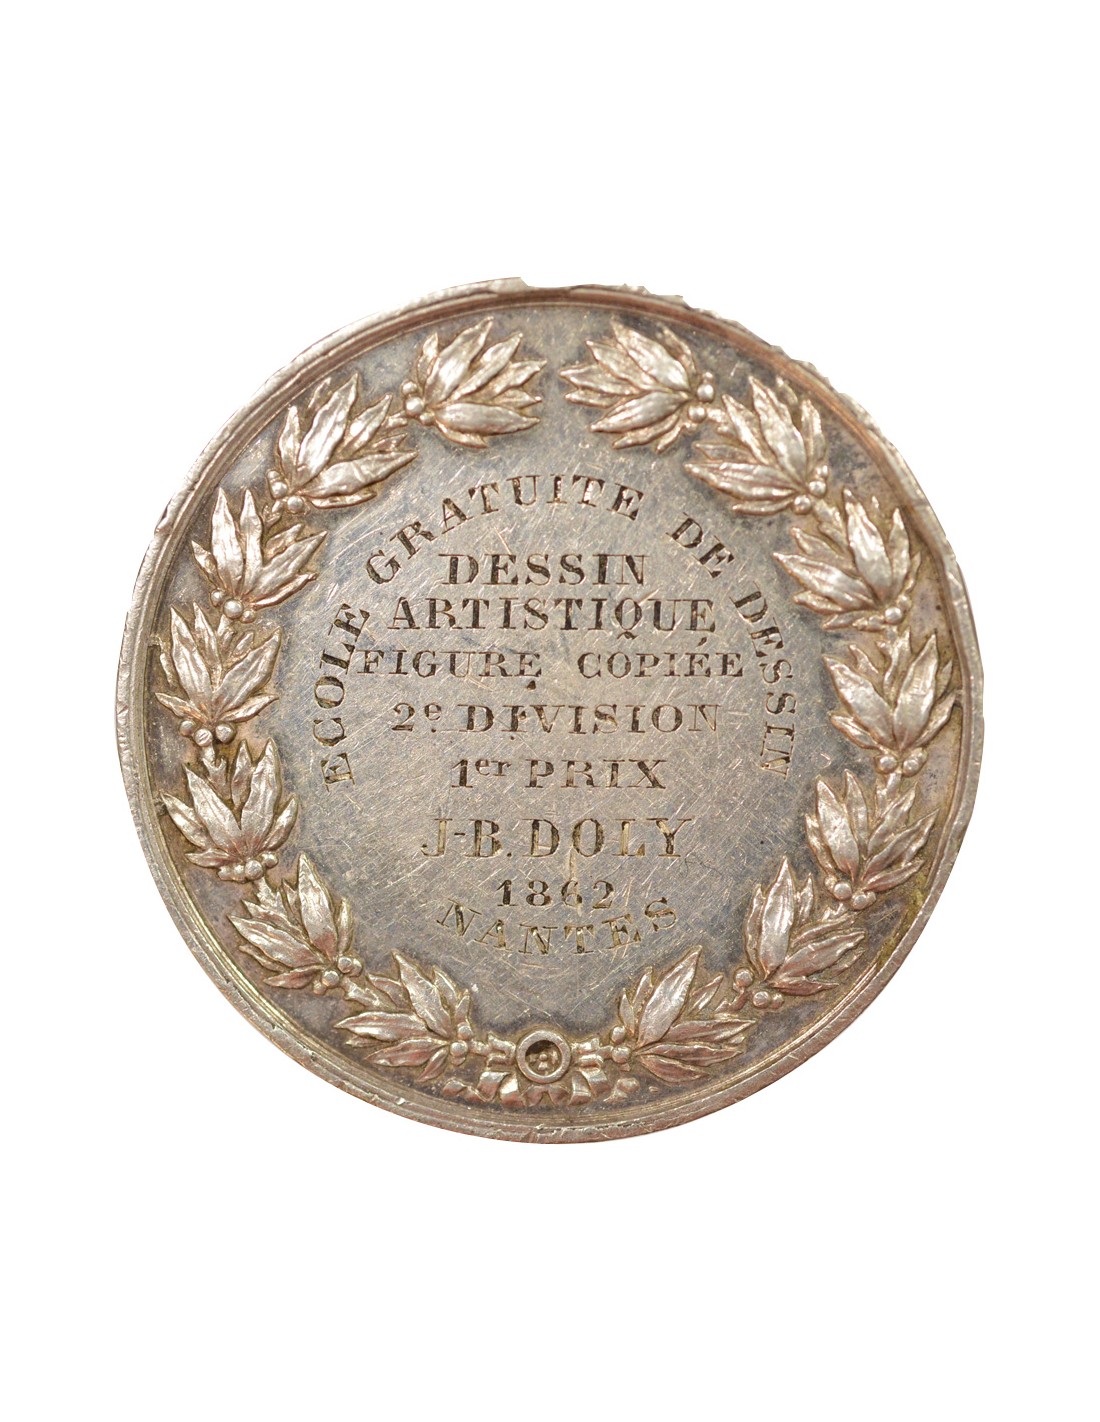 ECOLE GRATUITE DE DESSIN
DESSIN
ARTISTIQUE
FIGURE COPIÉE
2e DIVISION
1er PRIX
J-B. DOLY
1862
NANTES